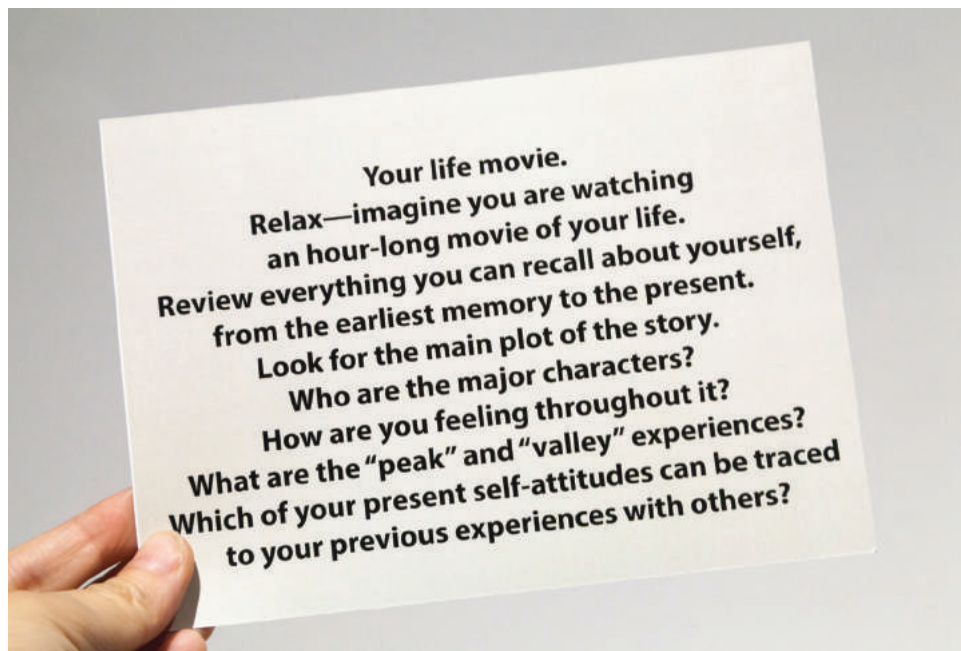 Your life movie.
Relax—imagine you are watching
an hour-long movie of your life.
Review everything you can recall about yourself,
from the earliest memory to the present.
Look for the main plot of the story.
Who are the major characters?
How are you feeling throughout it?
What are the “peak” and “valley” experiences?
Which of your present self-attitudes can be traced
to your previous experiences with others?